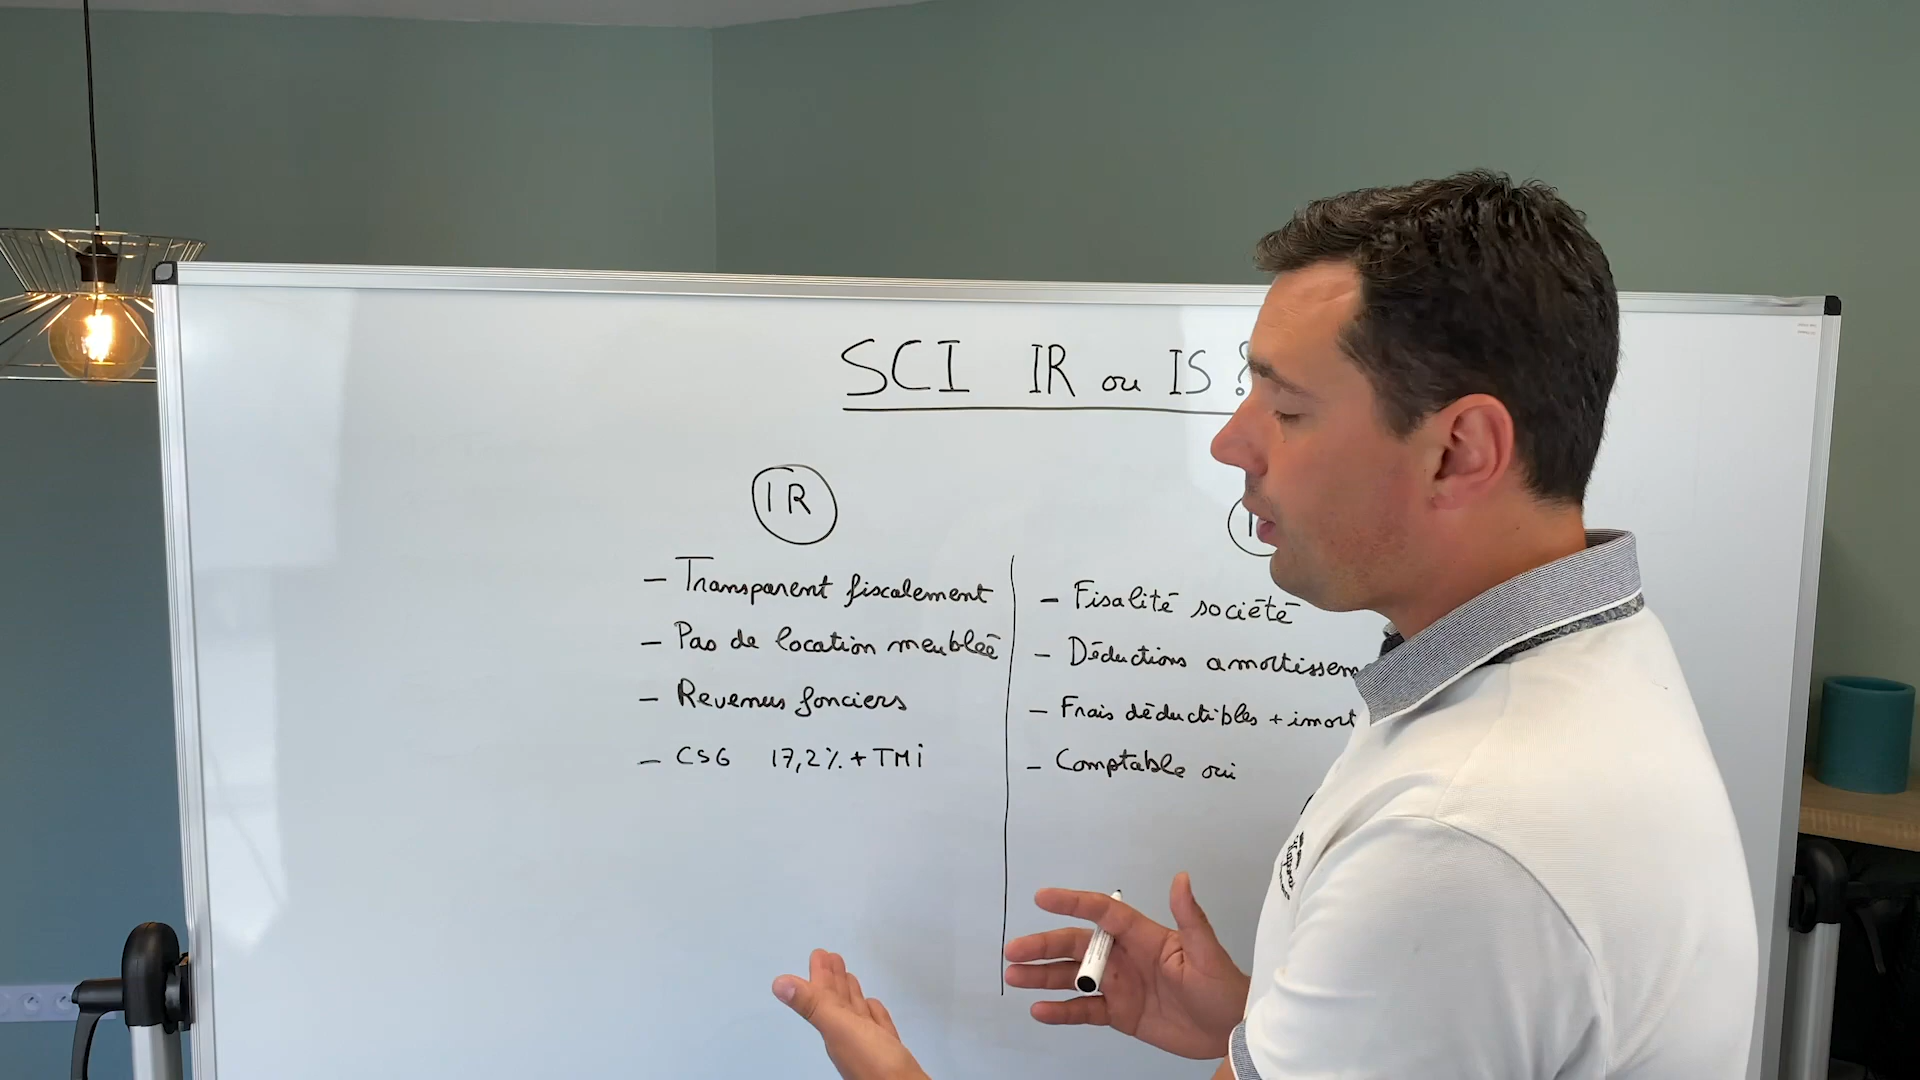 SCI IR ou IS ?
IR
- Transparent fiscalement
- Pas de location meubleé
- Revenus fonciers
- CSG 17,2% + TMI
- Fisalité société
- Déductions amortissem
- Frais déductibles + imort
- Comptable oui